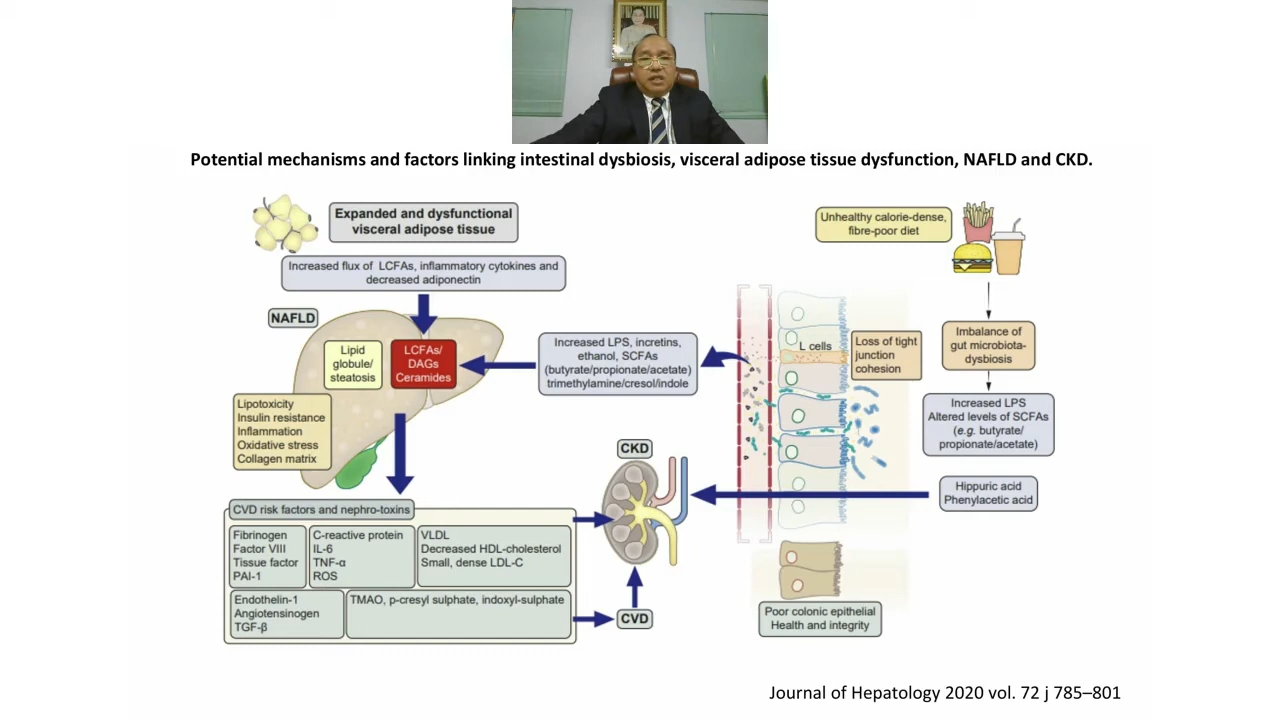 Potential mechanisms and factors linking intestinal dysbiosis, visceral adipose tissue dysfunction, NAFLD and CKD.
Expanded and dysfunctional
visceral adipose tissue
Increased flux of LCFAs, inflammatory cytokines and
decreased adiponectin
NAFLD
Lipid
globule/
steatosis
LCFAs/
DAGs
Ceramides
Lipotoxicity
Insulin resistance
Inflammation
Oxidative stress
Collagen matrix
Increased LPS, incretins,
ethanol, SCFAs
(butyrate/propionate/acetate)
trimethylamine/cresol/indole
L cells
Loss of tight
junction
cohesion
Unhealthy calorie-dense,
fibre-poor diet
Imbalance of
gut microbiota-
dysbiosis
Increased LPS
Altered levels of SCFAs
(e.g. butyrate/
propionate/acetate)
Hippuric acid
Phenylacetic acid
CKD
CVD risk factors and nephro-toxins
Fibrinogen
Factor VIII
Tissue factor
PAI-1
C-reactive protein
IL-6
TNF-α
ROS
VLDL
Decreased HDL-cholesterol
Small, dense LDL-C
Endothelin-1
Angiotensinogen
TGF-β
TMAO, p-cresyl sulphate, indoxyl-sulphate
CVD
Poor colonic epithelial
Health and integrity
Journal of Hepatology 2020 vol. 72 j 785–801